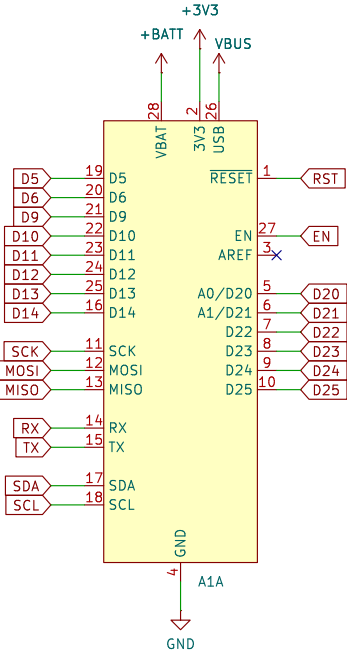 +3V3
+BATT
VBUS
28 2 26
VBAT 3V3 USB
D5 19 D5 RESET 1 RST
D6 20 D6
D9 21 D9
D10 22 D10 EN 27 EN
D11 23 D11 AREF 3
D12 24 D12
D13 25 D13 A0/D20 5 D20
D14 16 D14 A1/D21 6 D21
D22 7 D22
SCK 11 SCK D23 8 D23
MOSI 12 MOSI D24 9 D24
MISO 13 MISO D25 10 D25
RX 14 RX
TX 15 TX
SDA 17 SDA
SCL 18 SCL
GND
4 A1A
GND